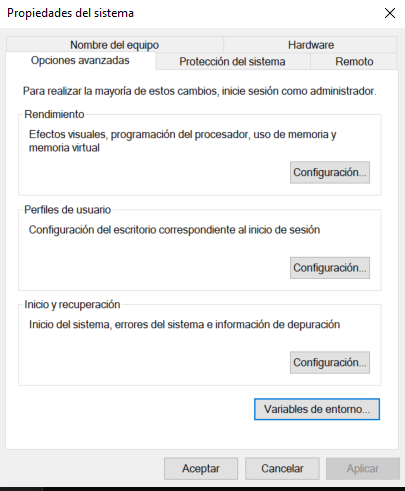 Propiedades del sistema
Nombre del equipo
Hardware
Opciones avanzadas
Protección del sistema
Remoto
Para realizar la mayoría de estos cambios, inicie sesión como administrador.
Rendimiento
Efectos visuales, programación del procesador, uso de memoria y
memoria virtual
Configuración...
Perfiles de usuario
Configuración del escritorio correspondiente al inicio de sesión
Configuración...
Inicio y recuperación
Inicio del sistema, errores del sistema e información de depuración
Configuración...
Variables de entorno...
Aceptar
Cancelar
Aplicar